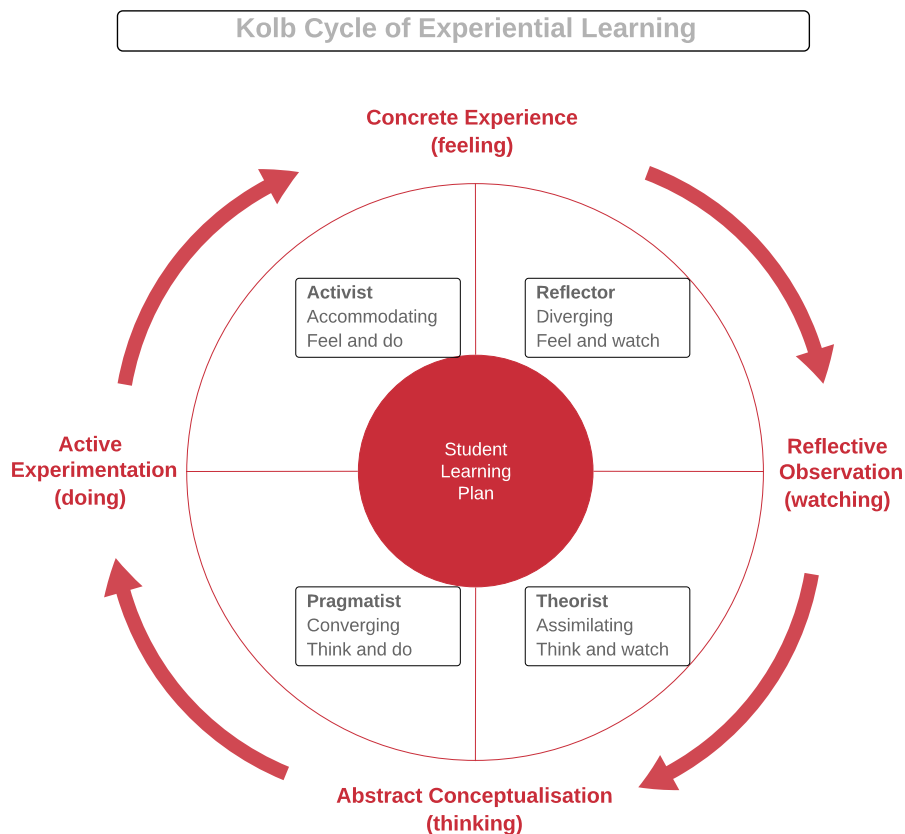 Kolb Cycle of Experiential Learning
Concrete Experience
(feeling)
Activist
Accommodating
Feel and do
Reflector
Diverging
Feel and watch
Active
Experimentation
(doing)
Student
Learning
Plan
Reflective
Observation
(watching)
Pragmatist
Converging
Think and do
Theorist
Assimilating
Think and watch
Abstract Conceptualisation
(thinking)